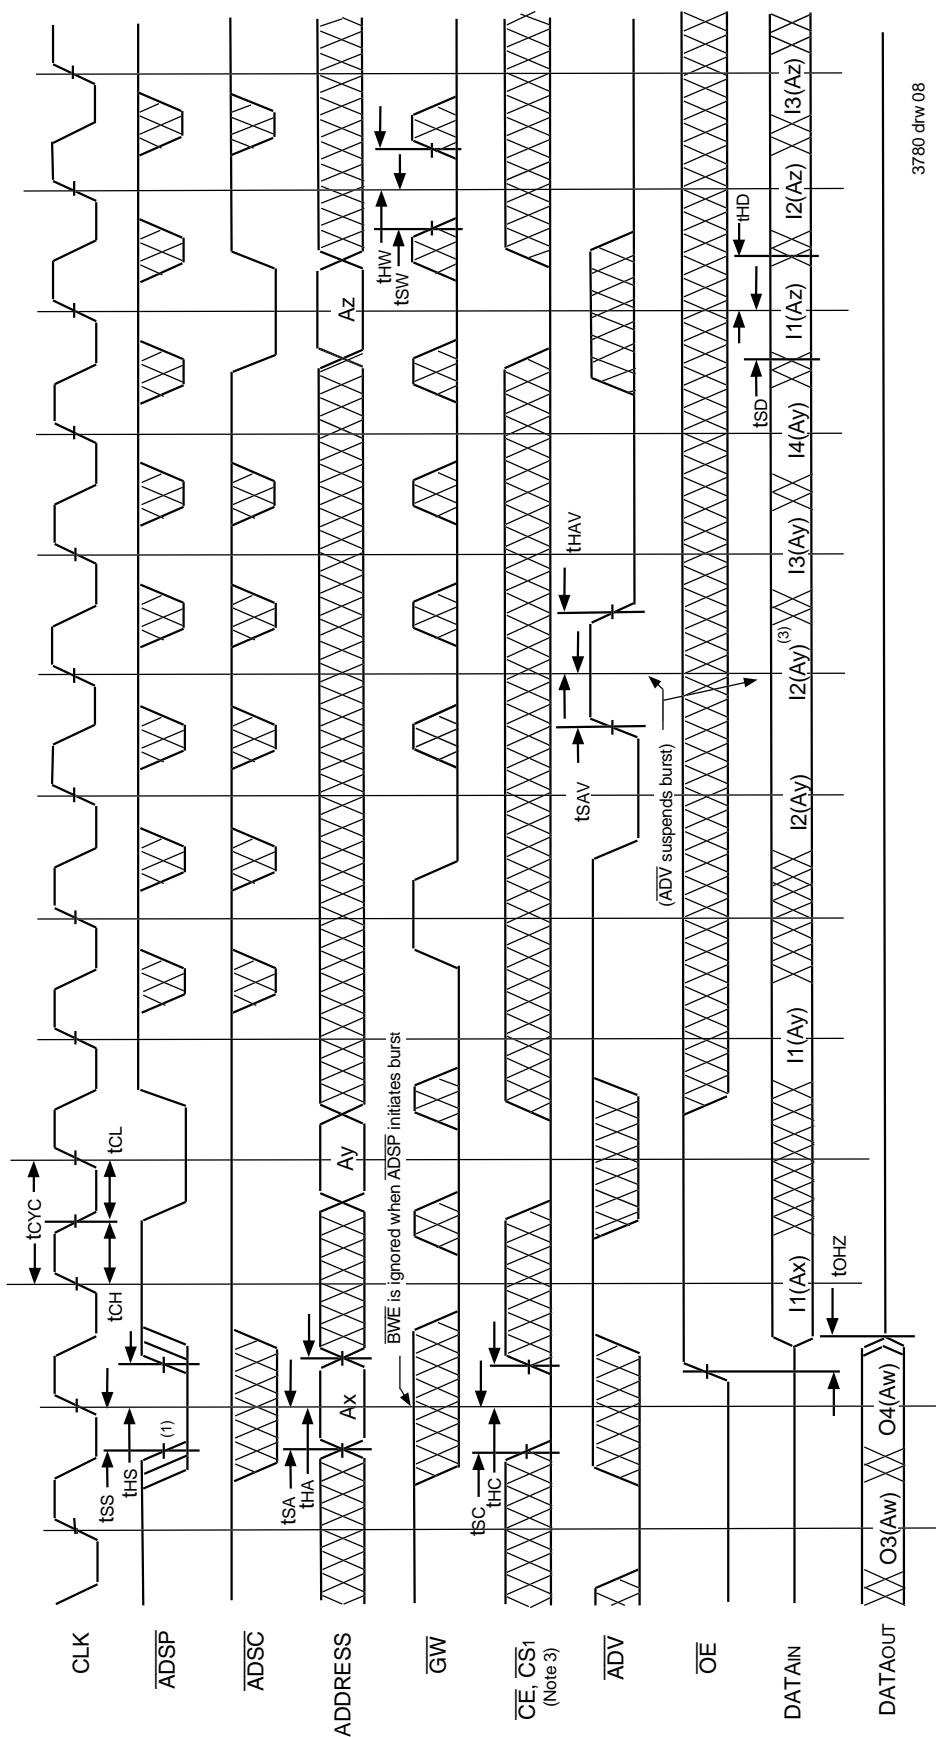 CLK
ADSP
ADSC
ADDRESS
GW
CE, CS1
(Note 3)
ADV
OE
DATAIN
DATAOUT
tCYC
tCH
tCL
tSS
tHS
(1)
tSA
tHA
Ax
Ay
Az
tHW
tSW
BWE is ignored when ADSP initiates burst
tSC
tHC
tSAV
tHAV
(ADV suspends burst)
tSD
tHD
I1(Ax)
I1(Ay)
I2(Ay)
I2(Ay)(3)
I3(Ay)
I4(Ay)
I1(Az)
I2(Az)
I3(Az)
tOHZ
O3(Aw)
O4(Aw)
3780 drw 08